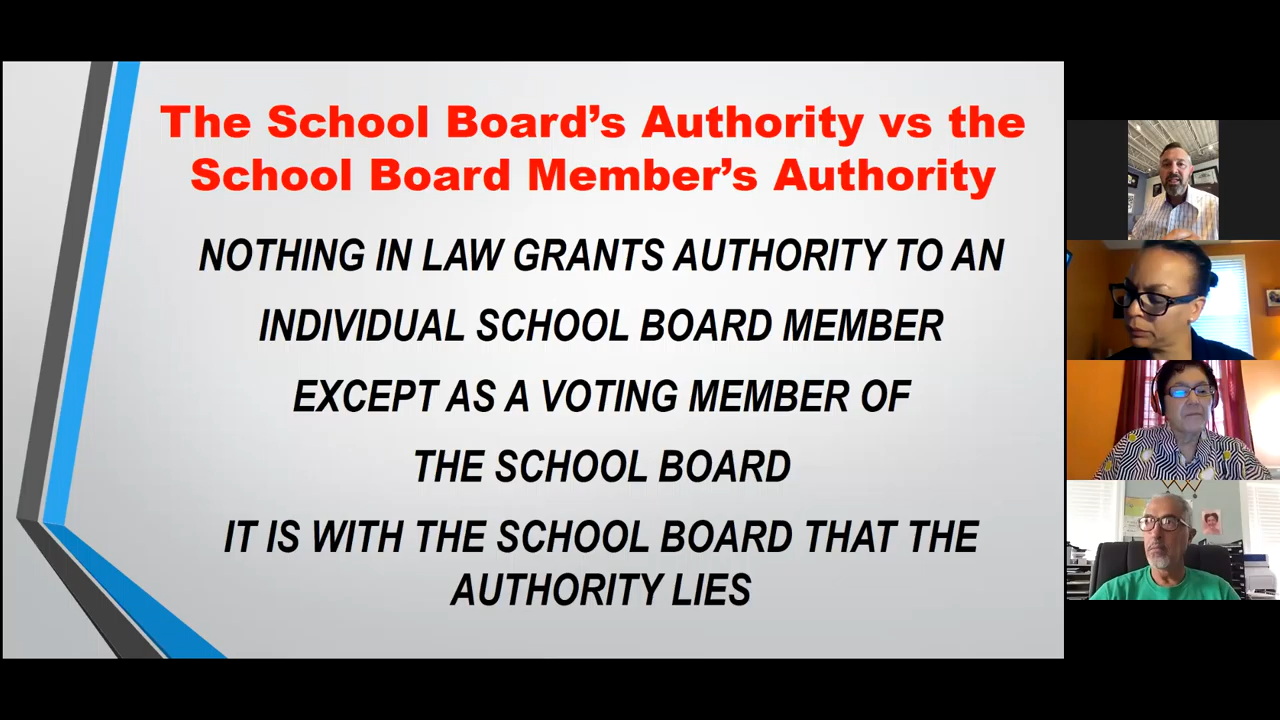 The School Board’s Authority vs the
School Board Member’s Authority
NOTHING IN LAW GRANTS AUTHORITY TO AN
INDIVIDUAL SCHOOL BOARD MEMBER
EXCEPT AS A VOTING MEMBER OF
THE SCHOOL BOARD
IT IS WITH THE SCHOOL BOARD THAT THE
AUTHORITY LIES